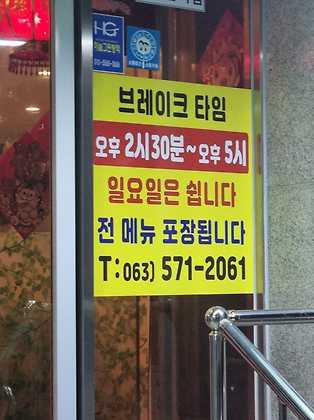 HG
브레이크 타임
오후 2시30분~오후 5시
일요일은 쉽니다
전 메뉴 포장됩니다
T:063) 571-2061